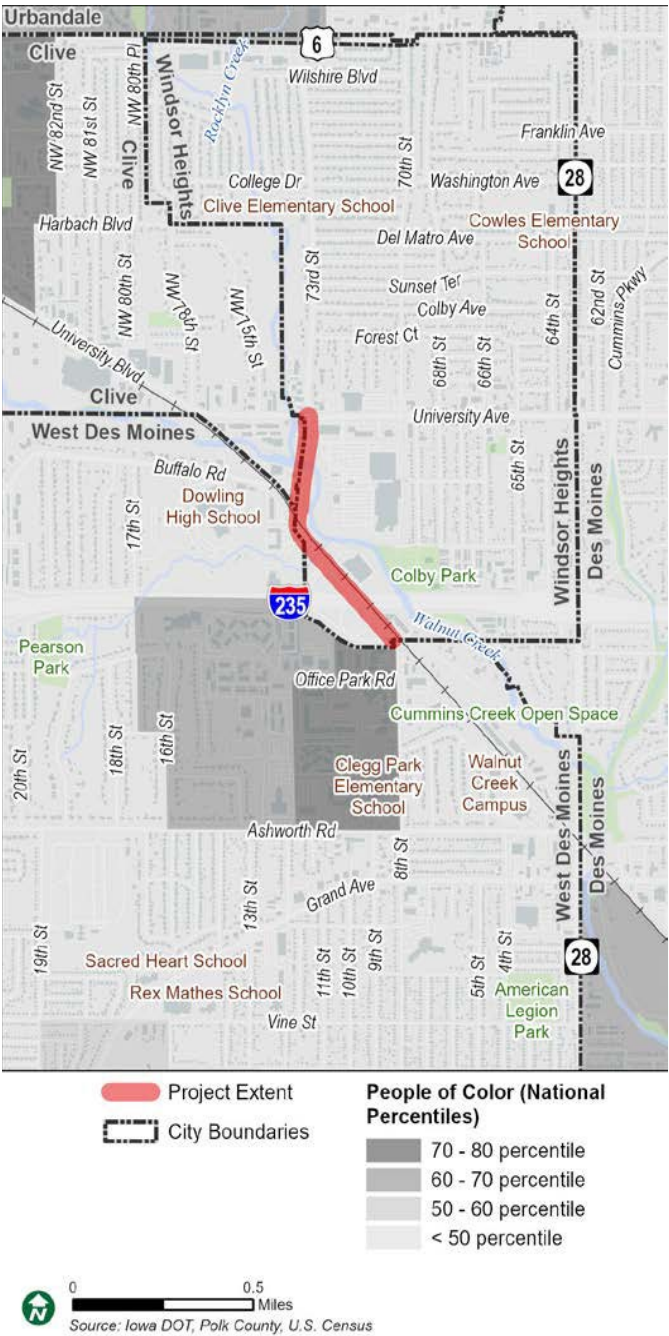 Urbandale
Clive
6
NW 82nd St
NW 81st St
NW 80th Pl
Windsor Heights
Clive
Rocklyn Creek
Wilshire Blvd
Franklin Ave
28
70th St
College Dr
Washington Ave
Clive Elementary School
Cowles Elementary
School
Harbach Blvd
Del Matro Ave
NW 80th St
NW 78th St
NW 75th St
73rd St
Sunset Ter
Colby Ave
64th St
62nd St
Cummins Pkwy
Forest Ct
68th St
66th St
University Blvd
Clive
West Des Moines
University Ave
Buffalo Rd
65th St
Windsor Heights
Des Moines
Dowling
High School
17th St
Colby Park
235
Walnut Creek
Pearson
Park
Office Park Rd
Cummins Creek Open Space
20th St
18th St
16th St
Clegg Park
Elementary
School
Walnut
Creek
Campus
West Des Moines
Des Moines
Ashworth Rd
8th St
Grand Ave
13th St
19th St
Sacred Heart School
11th St
10th St
9th St
5th St
4th St
28
Rex Mathes School
American
Legion
Park
Vine St
Project Extent
City Boundaries
People of Color (National
Percentiles)
70 - 80 percentile
60 - 70 percentile
50 - 60 percentile
< 50 percentile
N
0 0.5
Miles
Source: Iowa DOT, Polk County, U.S. Census